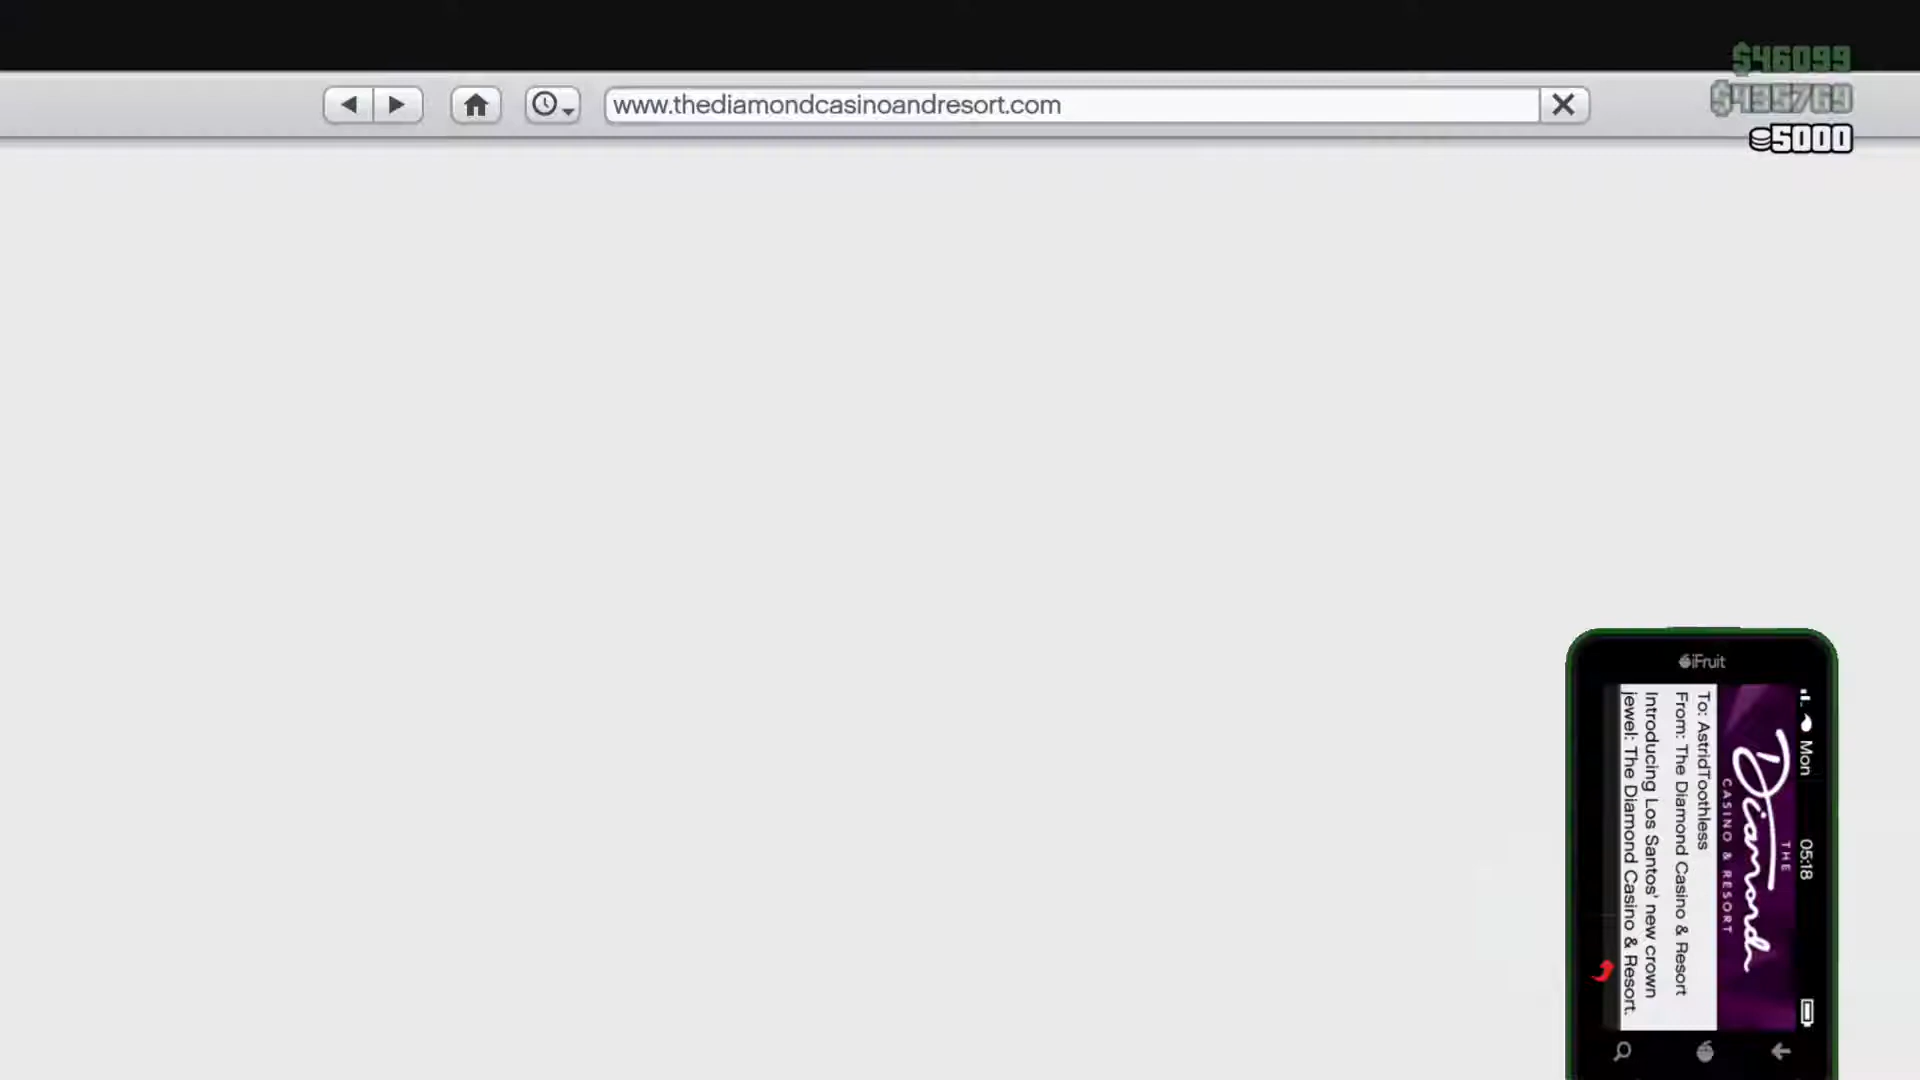 $46099
www.thediamondcasinoandresort.com
$435769
5000
iFruit
Mon 05:18
THE
Diamond
CASINO & RESORT
To: AstridToothless
From: The Diamond Casino & Resort
Introducing Los Santos' new crown
jewel: The Diamond Casino & Resort.